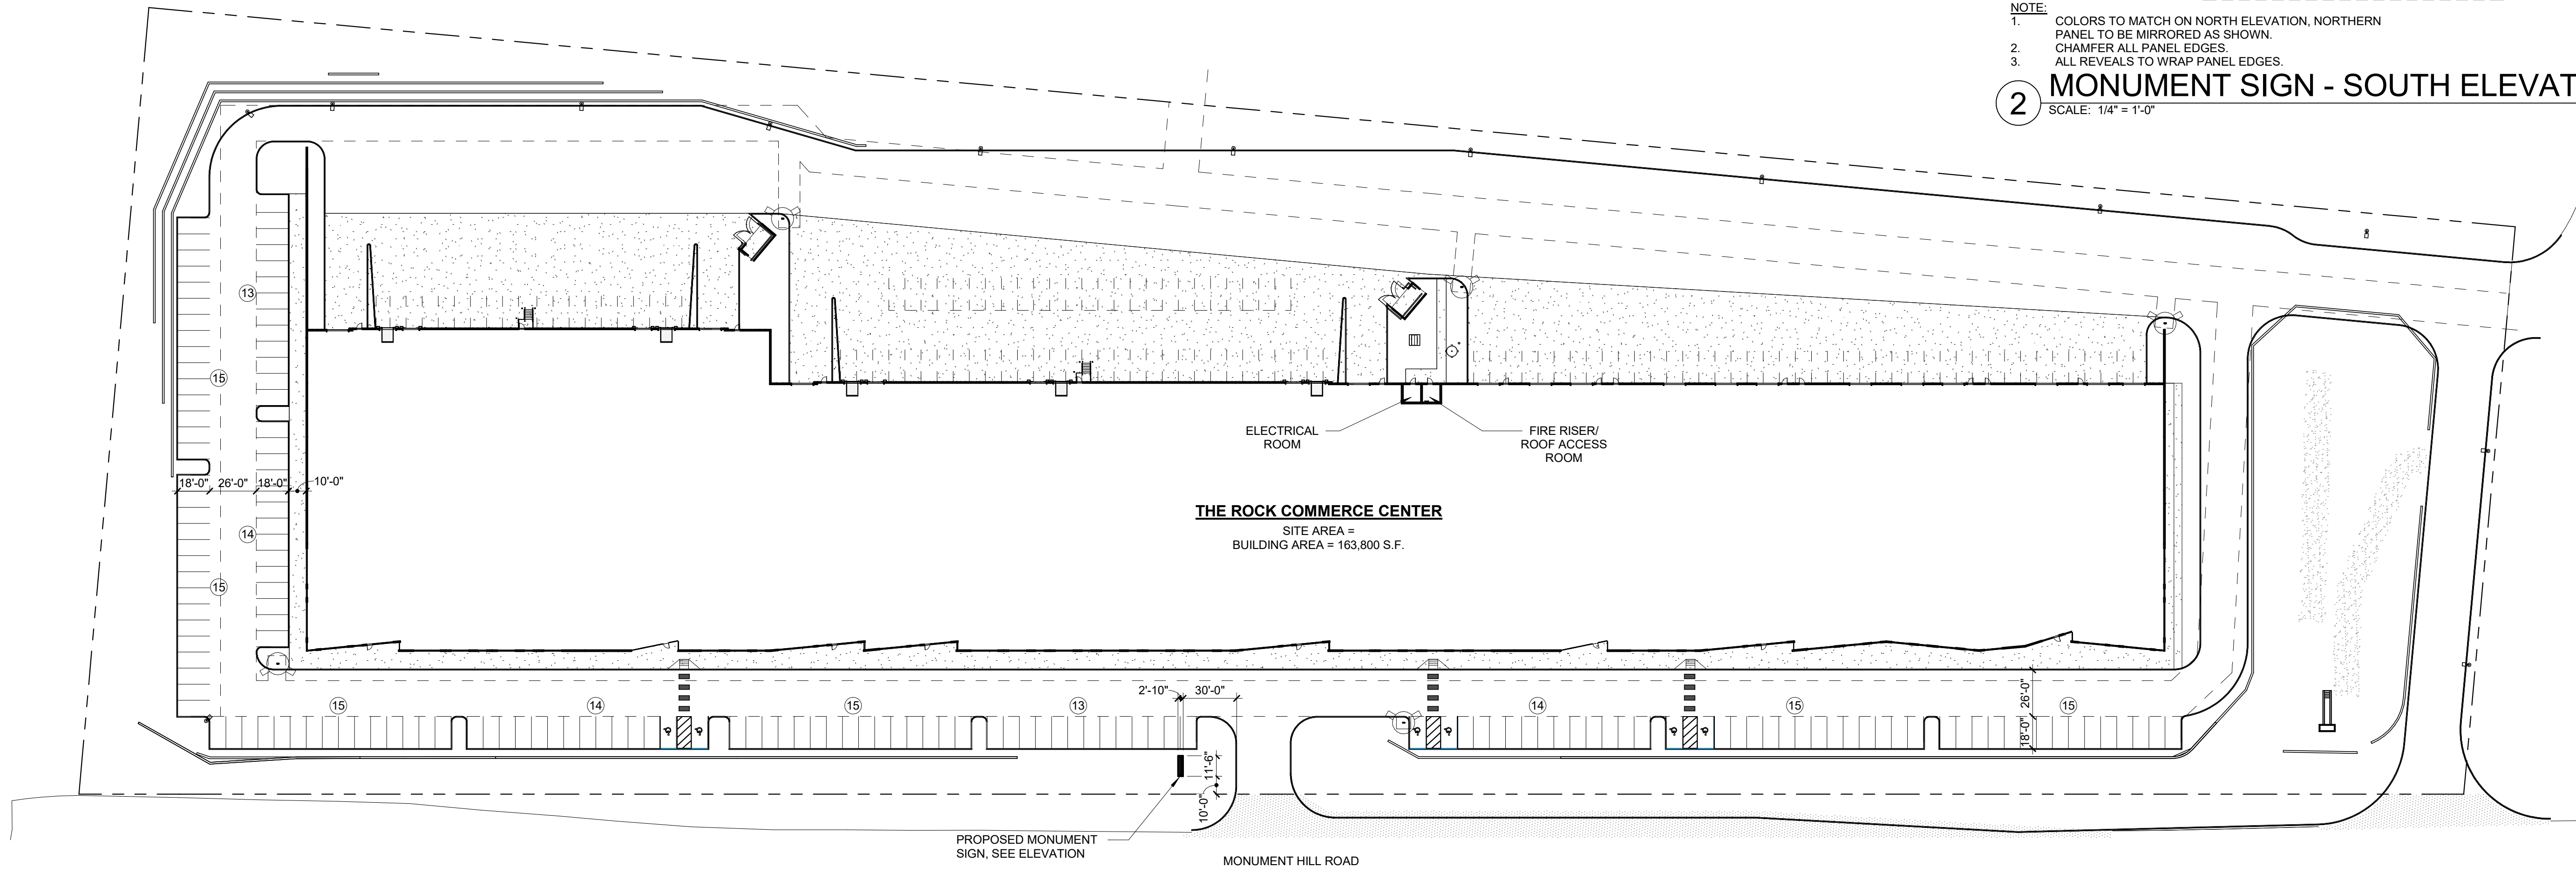 NOTE:
1. COLORS TO MATCH ON NORTH ELEVATION, NORTHERN
PANEL TO BE MIRRORED AS SHOWN.
2. CHAMFER ALL PANEL EDGES.
3. ALL REVEALS TO WRAP PANEL EDGES.
2 MONUMENT SIGN - SOUTH ELEVAT
SCALE: 1/4" = 1'-0"
13
15
ELECTRICAL
ROOM
FIRE RISER/
ROOF ACCESS
ROOM
18'-0" 26'-0" 18'-0" 10'-0"
THE ROCK COMMERCE CENTER
SITE AREA =
BUILDING AREA = 163,800 S.F.
14
15
15 14 15 13 14 15 15
2'-10" 30'-0"
26'-0"
18'-0"
11'-6"
10'-0"
PROPOSED MONUMENT
SIGN, SEE ELEVATION
MONUMENT HILL ROAD